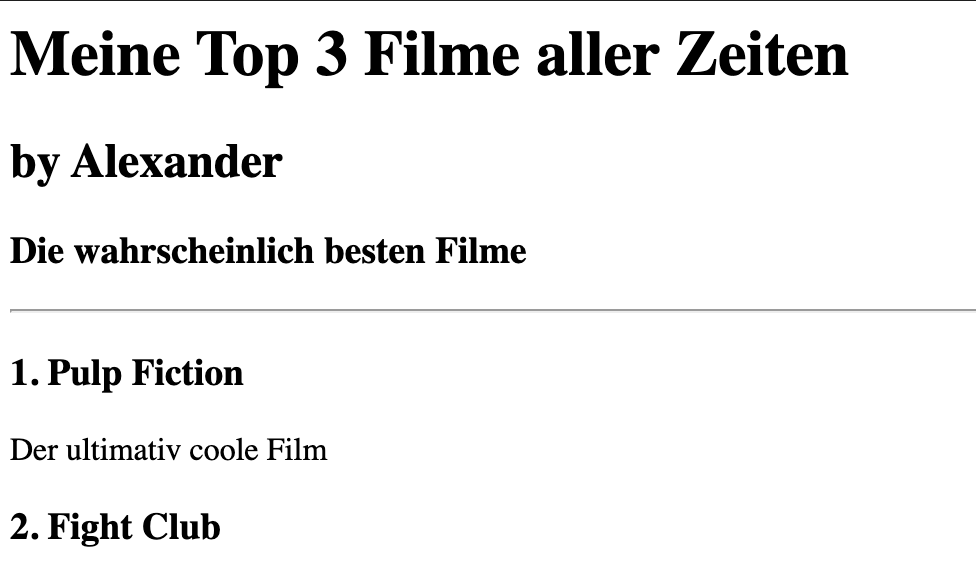 Meine Top 3 Filme aller Zeiten
by Alexander
Die wahrscheinlich besten Filme
1. Pulp Fiction
Der ultimativ coole Film
2. Fight Club